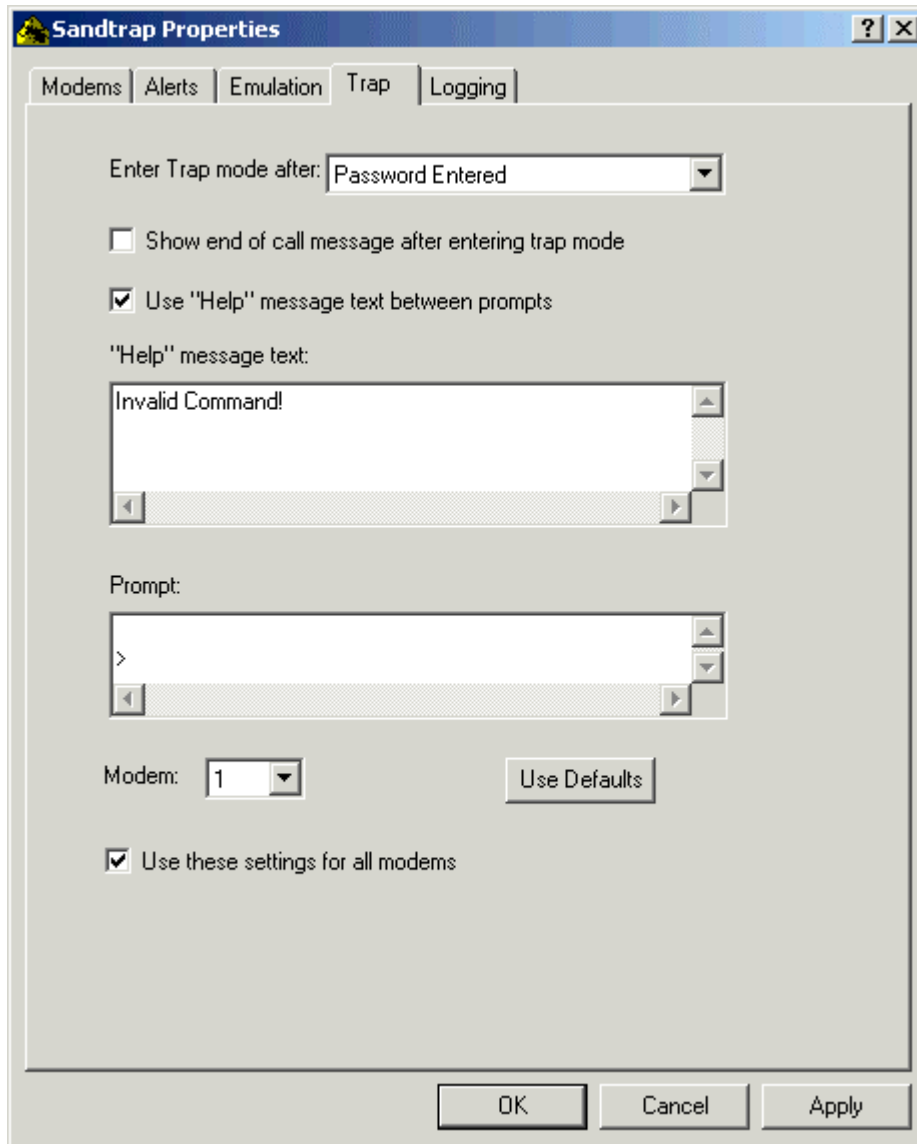 Sandtrap Properties
Modems Alerts Emulation Trap Logging
Enter Trap mode after: Password Entered
Show end of call message after entering trap mode
Use "Help" message text between prompts
"Help" message text:
Invalid Command!
Prompt:
>
Modem: 1 Use Defaults
Use these settings for all modems
OK Cancel Apply